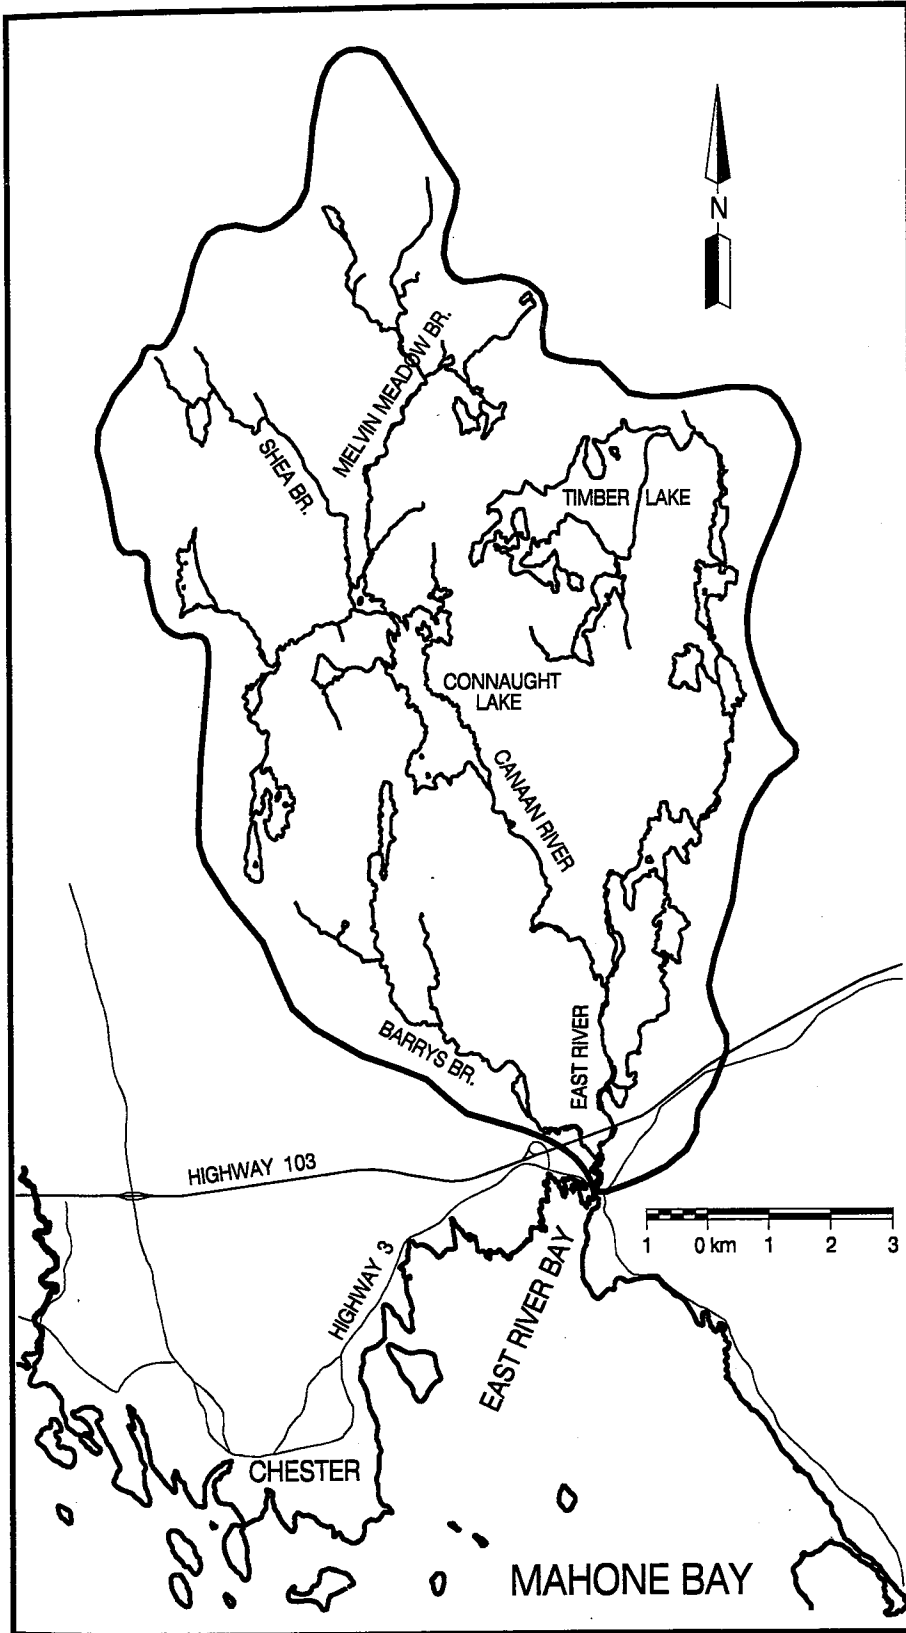 N
MELVIN MEADOW BR.
SHEA BR.
TIMBER LAKE
CONNAUGHT
LAKE
CANAAN RIVER
EAST RIVER
BARRYS BR.
HIGHWAY 103
1 0 km 1 2 3
HIGHWAY 3
EAST RIVER BAY
CHESTER
MAHONE BAY